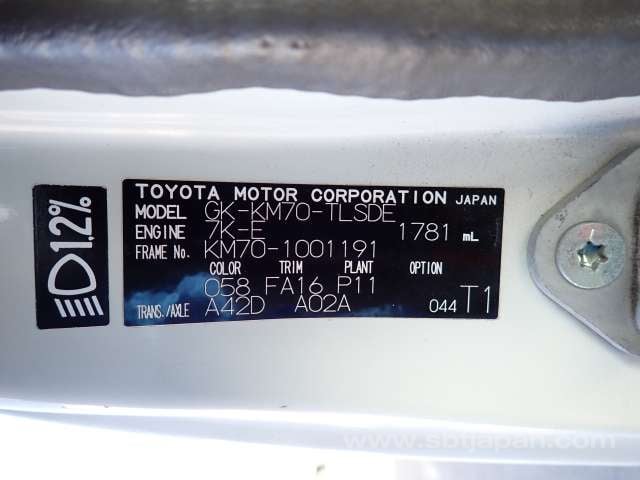 1.2%
TOYOTA MOTOR CORPORATION JAPAN
MODEL GK-KM70-TLSDE
ENGINE 7K-E 1781 mL
FRAME No. KM70-1001191
COLOR TRIM PLANT OPTION
058 FA16 P11
TRANS./AXLE A42D A02A 044 T1
www.sbtjapan.com